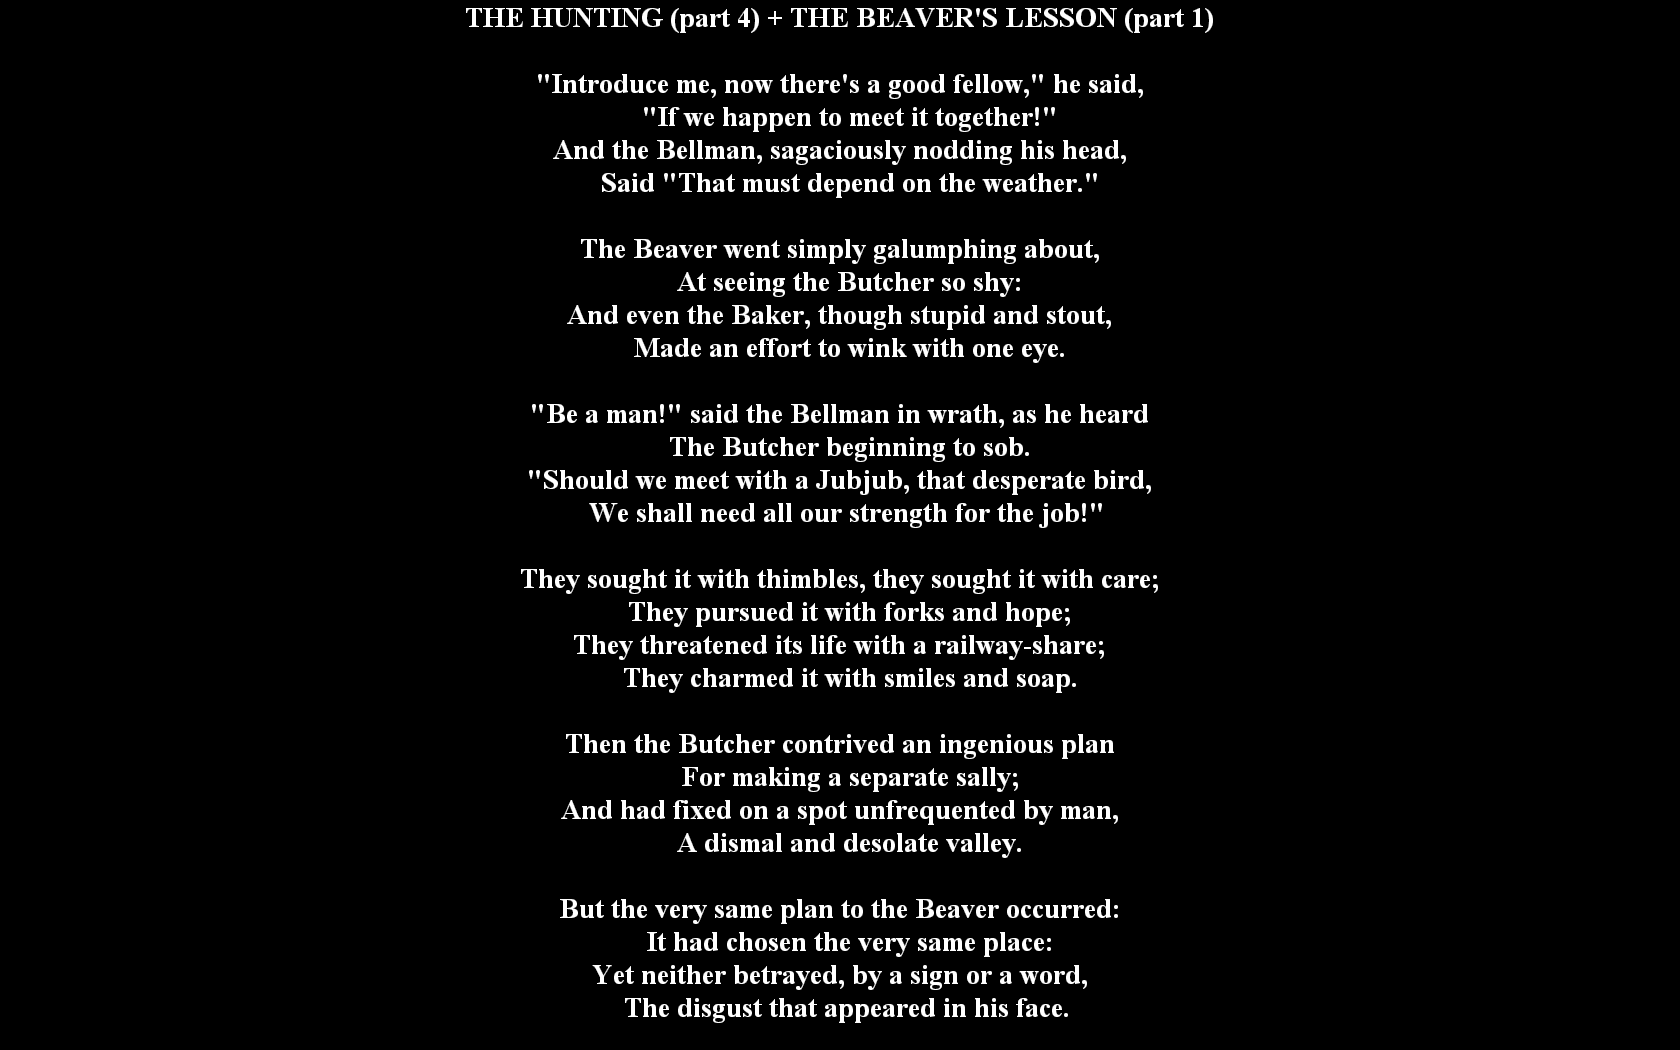 THE HUNTING (part 4) + THE BEAVER'S LESSON (part 1)

"Introduce me, now there's a good fellow," he said,
"If we happen to meet it together!"
And the Bellman, sagaciously nodding his head,
Said "That must depend on the weather."

The Beaver went simply galumphing about,
At seeing the Butcher so shy:
And even the Baker, though stupid and stout,
Made an effort to wink with one eye.

"Be a man!" said the Bellman in wrath, as he heard
The Butcher beginning to sob.
"Should we meet with a Jubjub, that desperate bird,
We shall need all our strength for the job!"

They sought it with thimbles, they sought it with care;
They pursued it with forks and hope;
They threatened its life with a railway-share;
They charmed it with smiles and soap.

Then the Butcher contrived an ingenious plan
For making a separate sally;
And had fixed on a spot unfrequented by man,
A dismal and desolate valley.

But the very same plan to the Beaver occurred:
It had chosen the very same place:
Yet neither betrayed, by a sign or a word,
The disgust that appeared in his face.